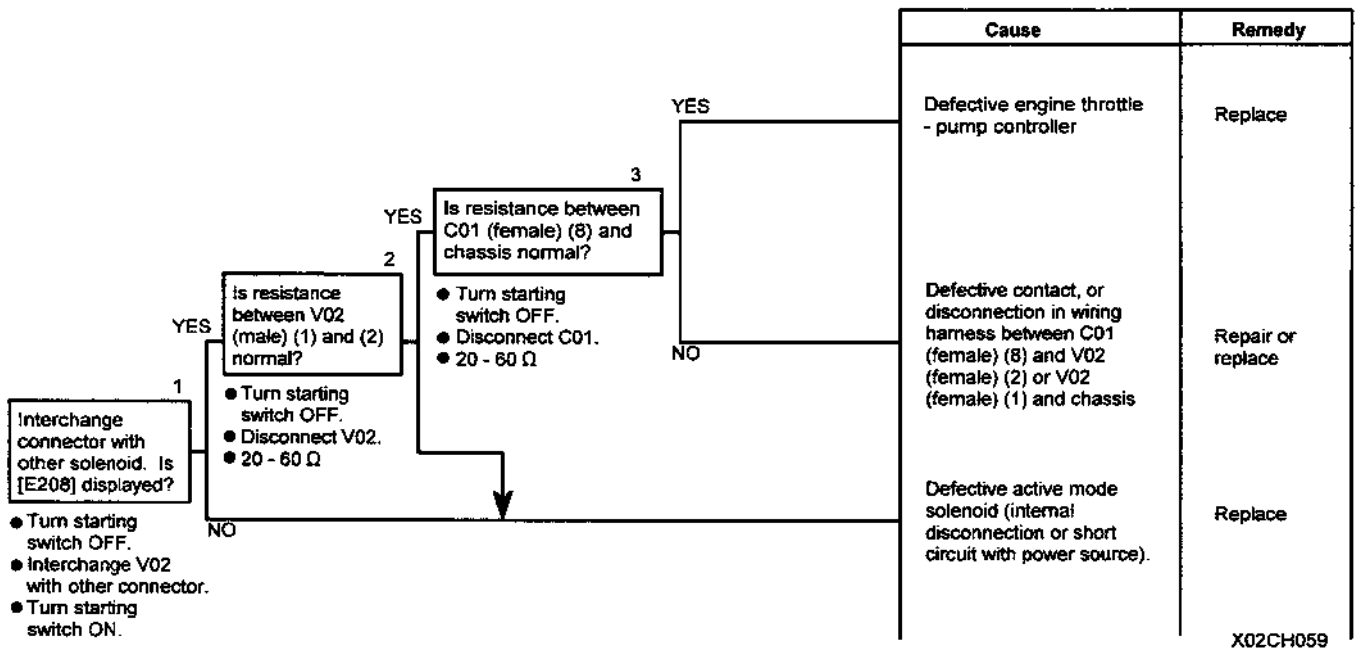 Cause
Remedy
YES
Defective engine throttle
- pump controller
Replace
3
YES
Is resistance between
C01 (female) (8) and
chassis normal?
● Turn starting
switch OFF.
● Disconnect C01.
● 20 - 60 Ω
NO
Defective contact, or
disconnection in wiring
harness between C01
(female) (8) and V02
(female) (2) or V02
(female) (1) and chassis
Repair or
replace
2
YES
Is resistance
between V02
(male) (1) and (2)
normal?
● Turn starting
switch OFF.
● Disconnect V02.
● 20 - 60 Ω
1
Interchange
connector with
other solenoid. Is
[E208] displayed?
● Turn starting
switch OFF.
● Interchange V02
with other connector.
● Turn starting
switch ON.
NO
Defective active mode
solenoid (internal
disconnection or short
circuit with power source).
Replace
X02CH059